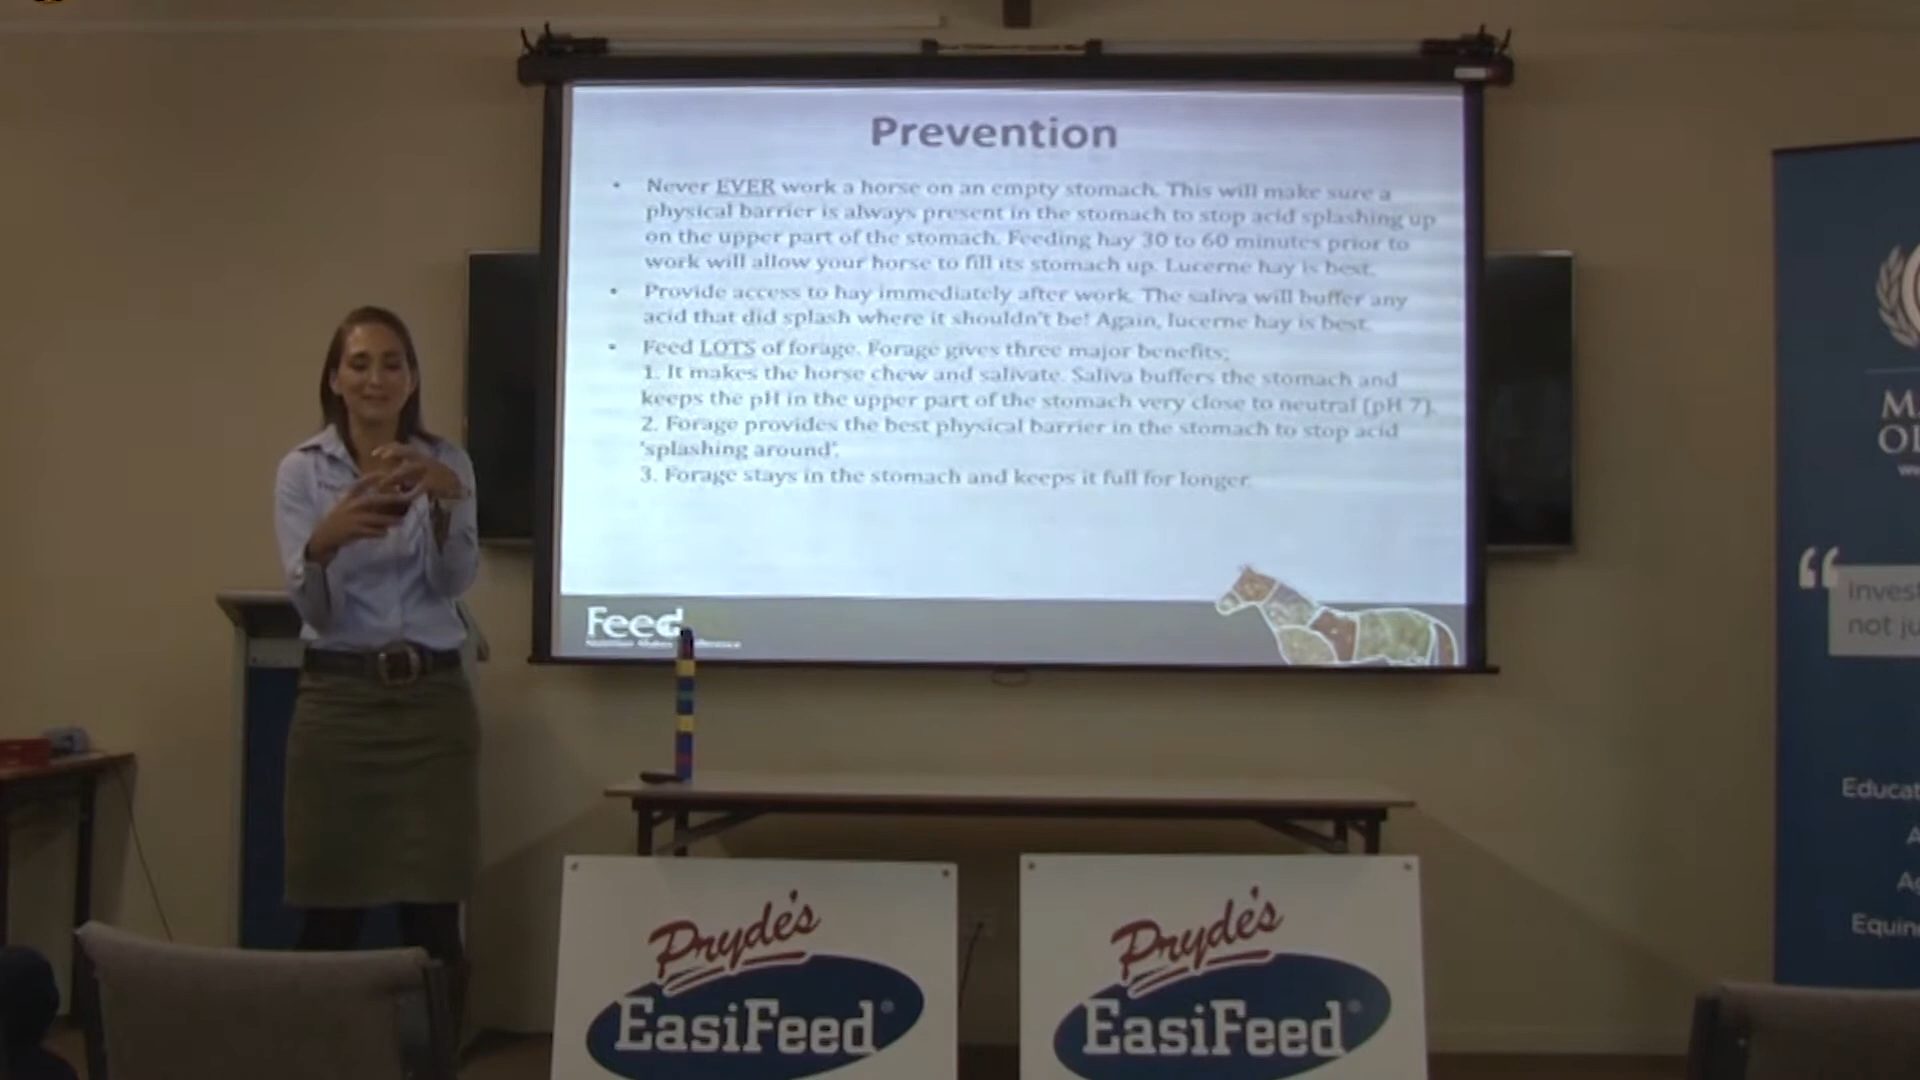 Prevention
• Never EVER work a horse on an empty stomach. This will make sure a
physical barrier is always present in the stomach to stop acid splashing up
on the upper part of the stomach. Feeding hay 30 to 60 minutes prior to
work will allow your horse to fill its stomach up. Lucerne hay is best.
• Provide access to hay immediately after work. The saliva will buffer any
acid that did splash where it shouldn't be! Again, lucerne hay is best.
• Feed LOTS of forage. Forage gives three major benefits;
1. It makes the horse chew and salivate. Saliva buffers the stomach and
keeps the pH in the upper part of the stomach very close to neutral (pH 7).
2. Forage provides the best physical barrier in the stomach to stop acid
'splashing around'.
3. Forage stays in the stomach and keeps it full for longer.
Feed
Pryde's
EasiFeed®
Pryde's
EasiFeed®
“
Invest
not ju
Educat
Equin